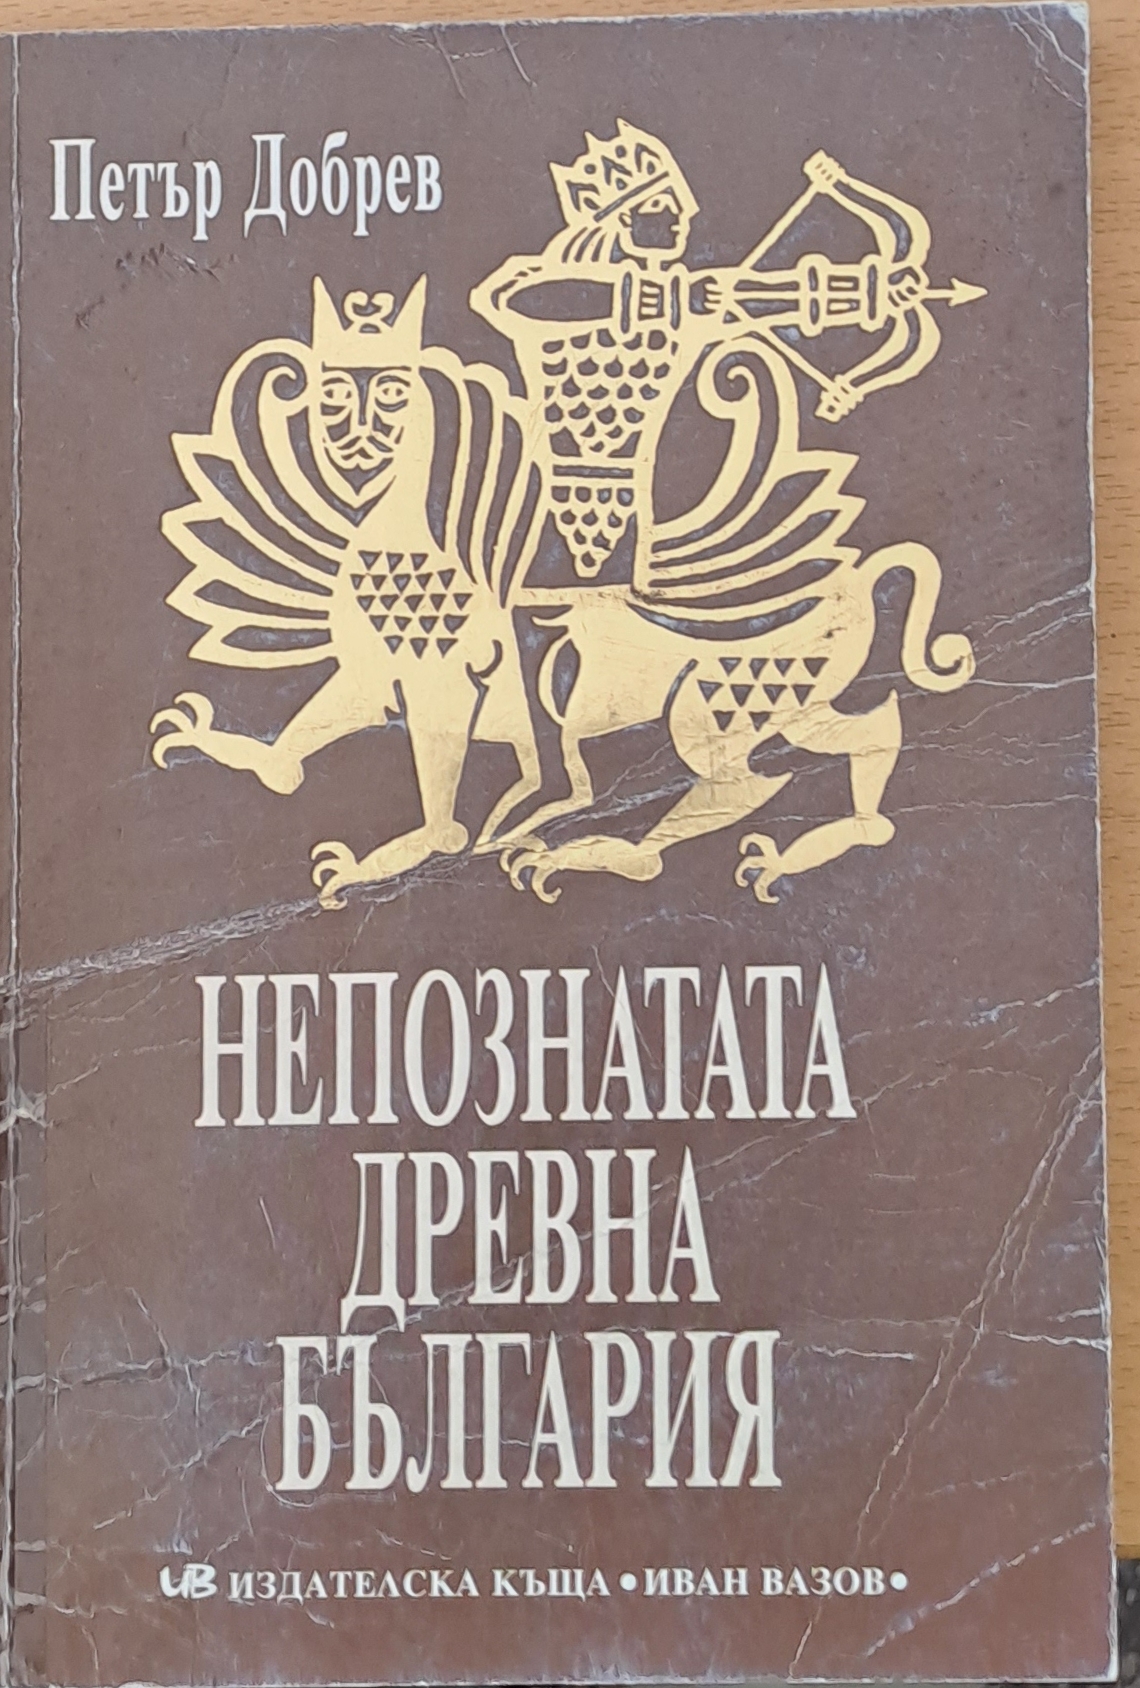 Петър Добрев
НЕПОЗНАТАТА
ДРЕВНА
БЪЛГАРИЯ
ИВ ИЗДАТЕЛСКА КЪЩА • ИВАН ВАЗОВ •